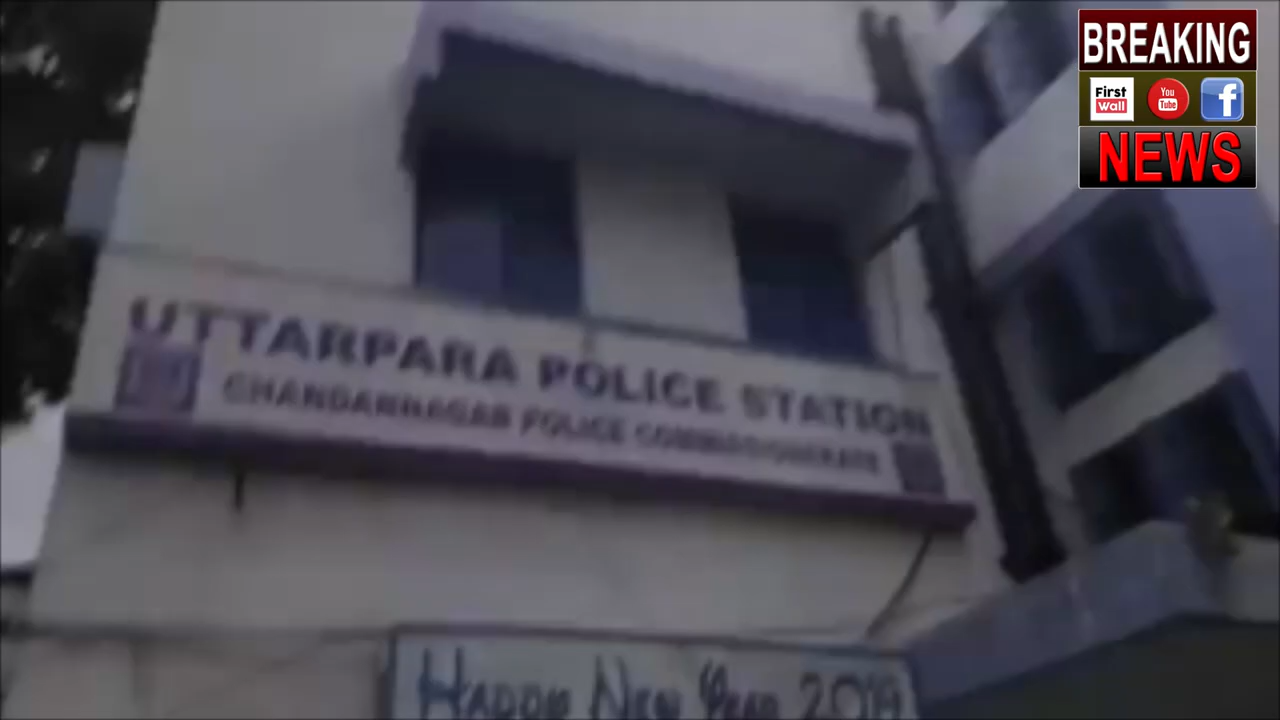 BREAKING
First
wall
You
Tube
f
NEWS
UTTARPARA POLICE STATION
CHANDANNAGAR POLICE COMMISSIONERATE
Happy New Year 2019